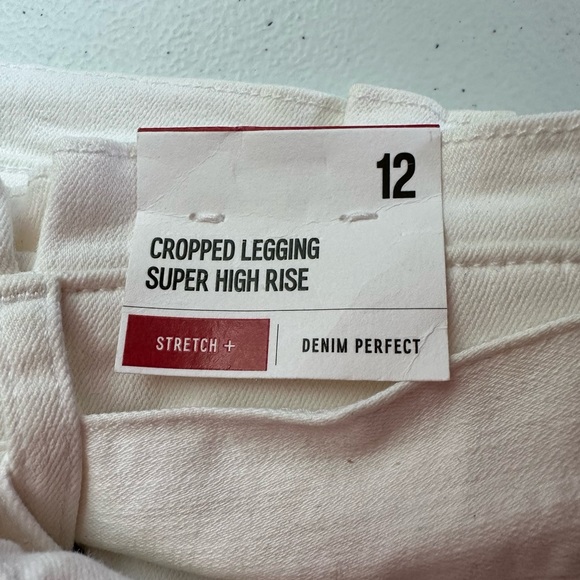 12
CROPPED LEGGING
SUPER HIGH RISE
STRETCH + DENIM PERFECT